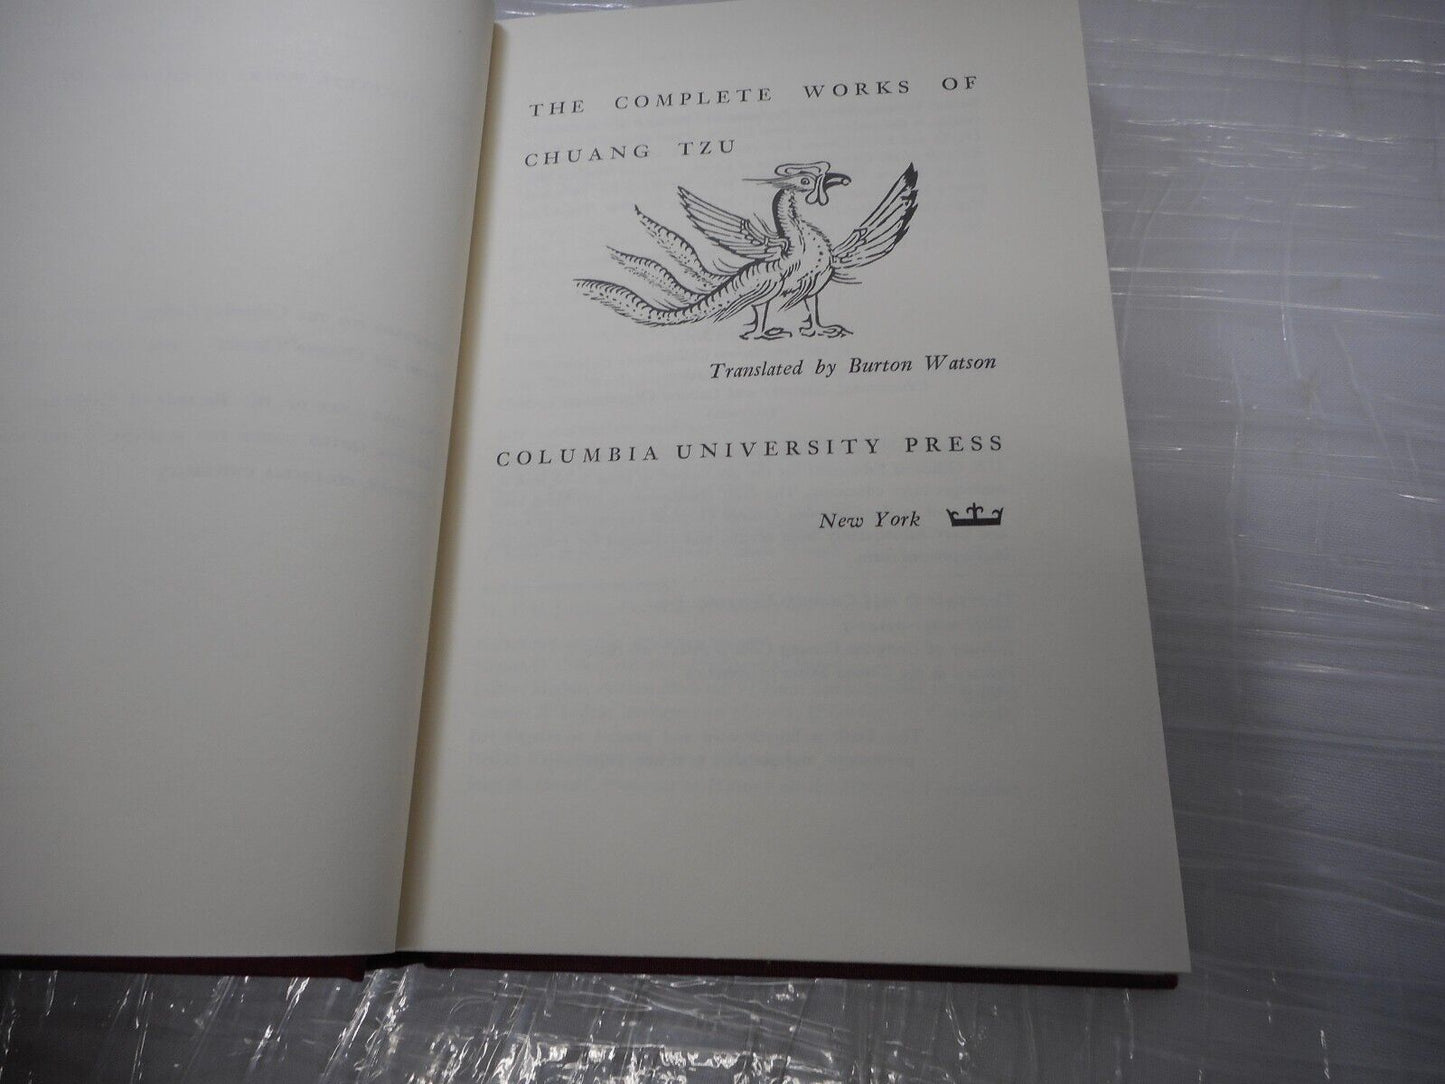 THE COMPLETE WORKS OF
CHUANG TZU
Translated by Burton Watson
COLUMBIA UNIVERSITY PRESS
New York